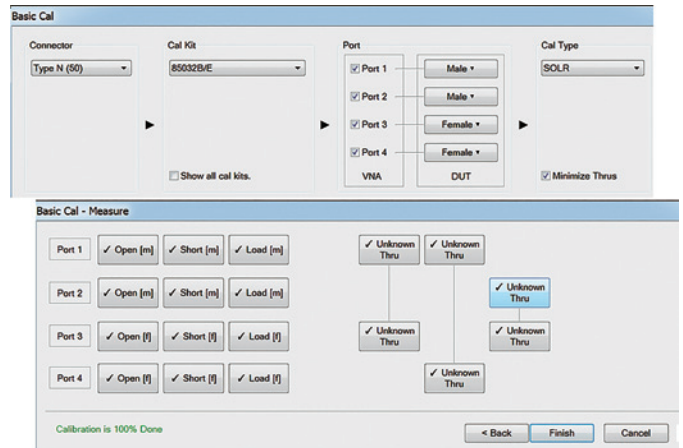 Basic Cal
Connector
Cal Kit
Port
Cal Type
Type N (50)
85032B/E
Port 1
Male
SOLR
Port 2
Male
Port 3
Female
Port 4
Female
Show all cal kits.
VNA
DUT
Minimize Thrus
Basic Cal - Measure
Port 1
Open [m]
Short [m]
Load [m]
Unknown
Thru
Unknown
Thru
Port 2
Open [m]
Short [m]
Load [m]
Unknown
Thru
Port 3
Open [f]
Short [f]
Load [f]
Unknown
Thru
Unknown
Thru
Port 4
Open [f]
Short [f]
Load [f]
Unknown
Thru
Calibration is 100% Done
< Back
Finish
Cancel